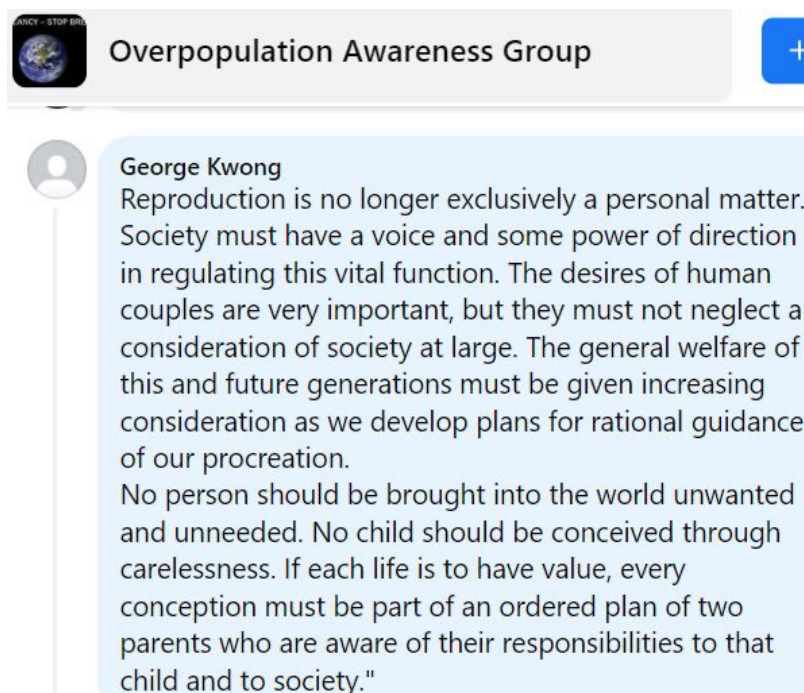 ANCY – STOP BRE
Overpopulation Awareness Group
+
George Kwong
Reproduction is no longer exclusively a personal matter.
Society must have a voice and some power of direction
in regulating this vital function. The desires of human
couples are very important, but they must not neglect a
consideration of society at large. The general welfare of
this and future generations must be given increasing
consideration as we develop plans for rational guidance
of our procreation.
No person should be brought into the world unwanted
and unneeded. No child should be conceived through
carelessness. If each life is to have value, every
conception must be part of an ordered plan of two
parents who are aware of their responsibilities to that
child and to society."